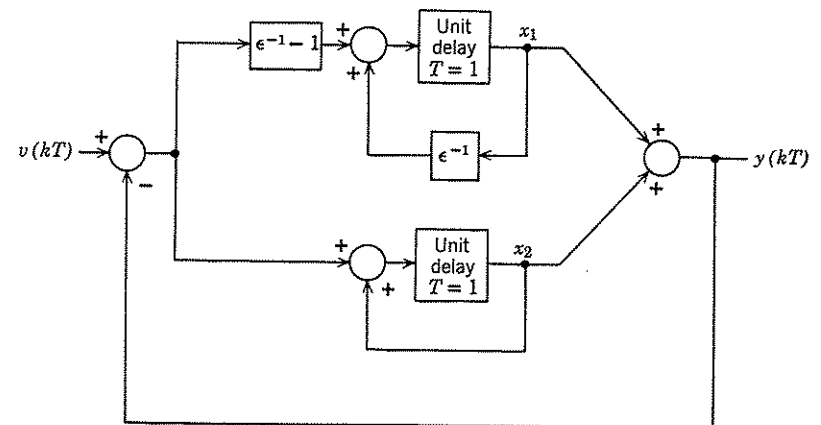 ϵ⁻¹ − 1
+
+
Unit
delay
T = 1
x₁
ϵ⁻¹
+
v(kT)
−
+
+
y(kT)
+
+
Unit
delay
T = 1
x₂